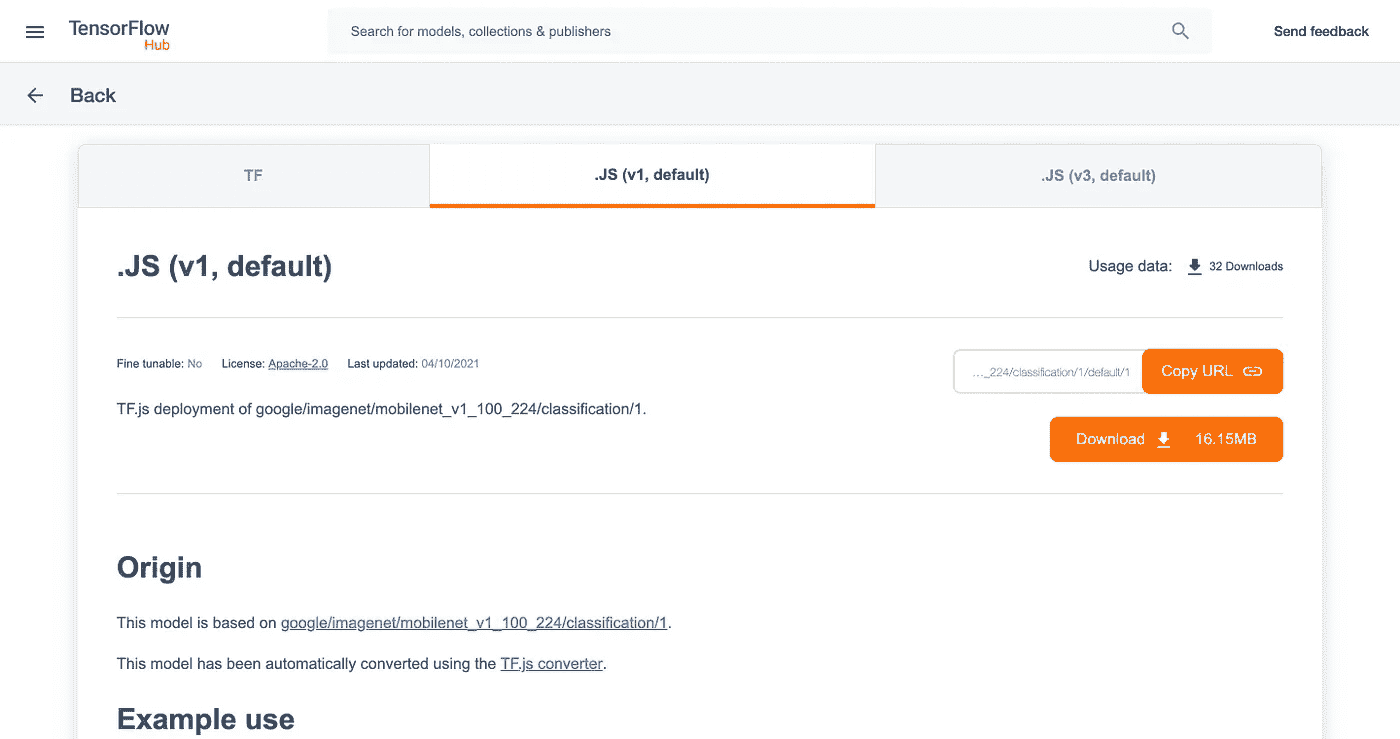 TensorFlow
Hub
Search for models, collections & publishers
Send feedback
Back
TF
.JS (v1, default)
.JS (v3, default)
.JS (v1, default)
Usage data: 32 Downloads
Fine tunable: No License: Apache-2.0 Last updated: 04/10/2021
..._224/classification/1/default/1 Copy URL
TF.js deployment of google/imagenet/mobilenet_v1_100_224/classification/1.
Download 16.15MB
Origin
This model is based on google/imagenet/mobilenet_v1_100_224/classification/1.
This model has been automatically converted using the TF.js converter.
Example use